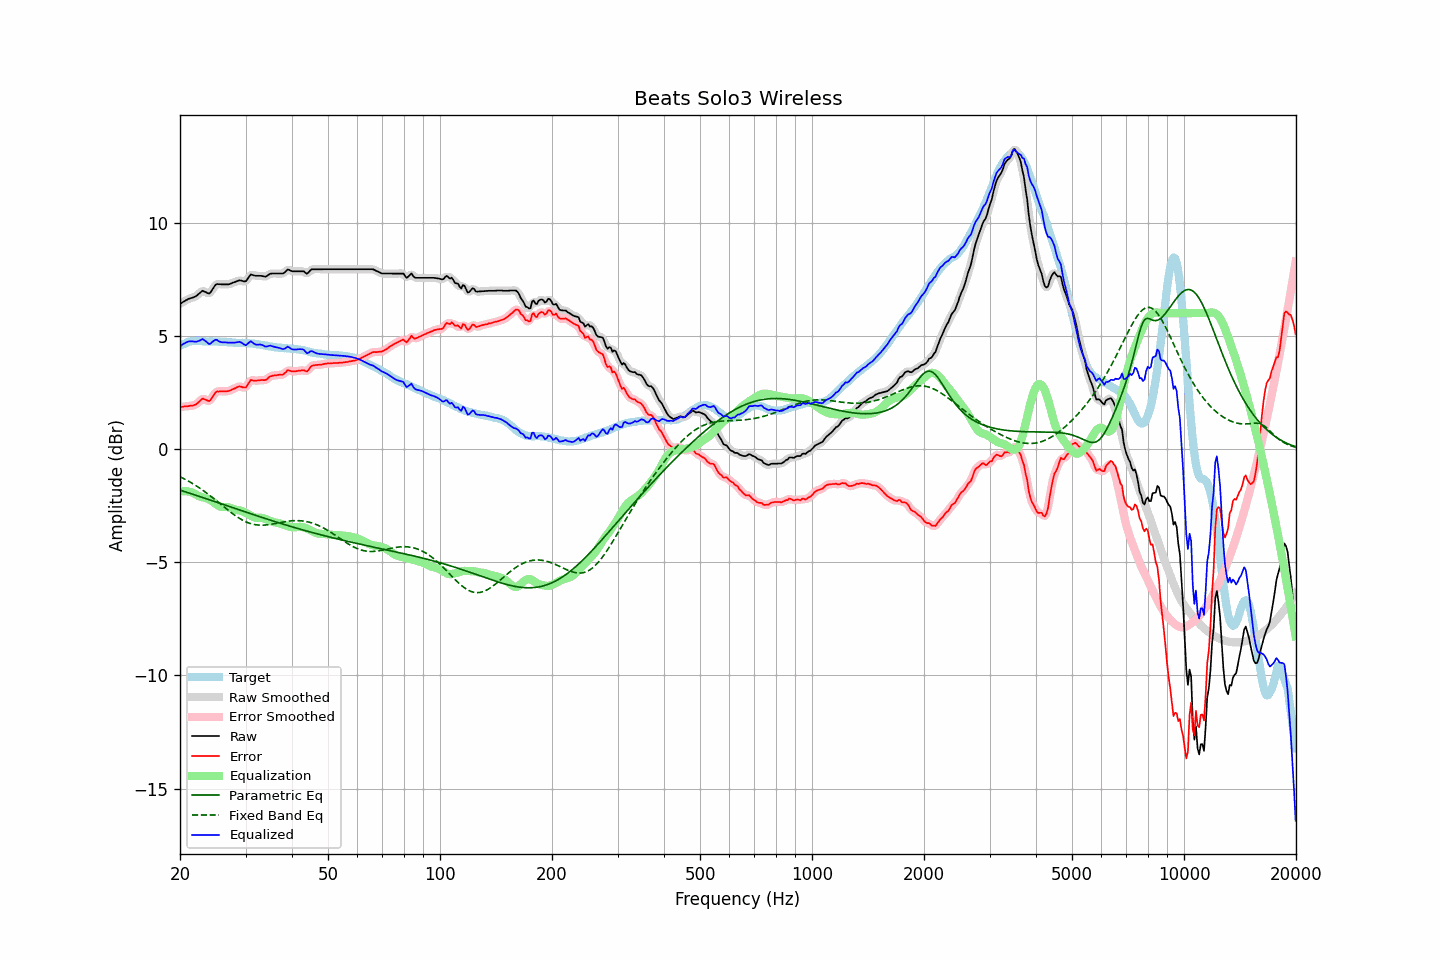 Beats Solo3 Wireless
Amplitude (dBr)
10
5
0
−5
−10
−15
Target
Raw Smoothed
Error Smoothed
Raw
Error
Equalization
Parametric Eq
Fixed Band Eq
Equalized
20 50 100 200 500 1000 2000 5000 10000 20000
Frequency (Hz)